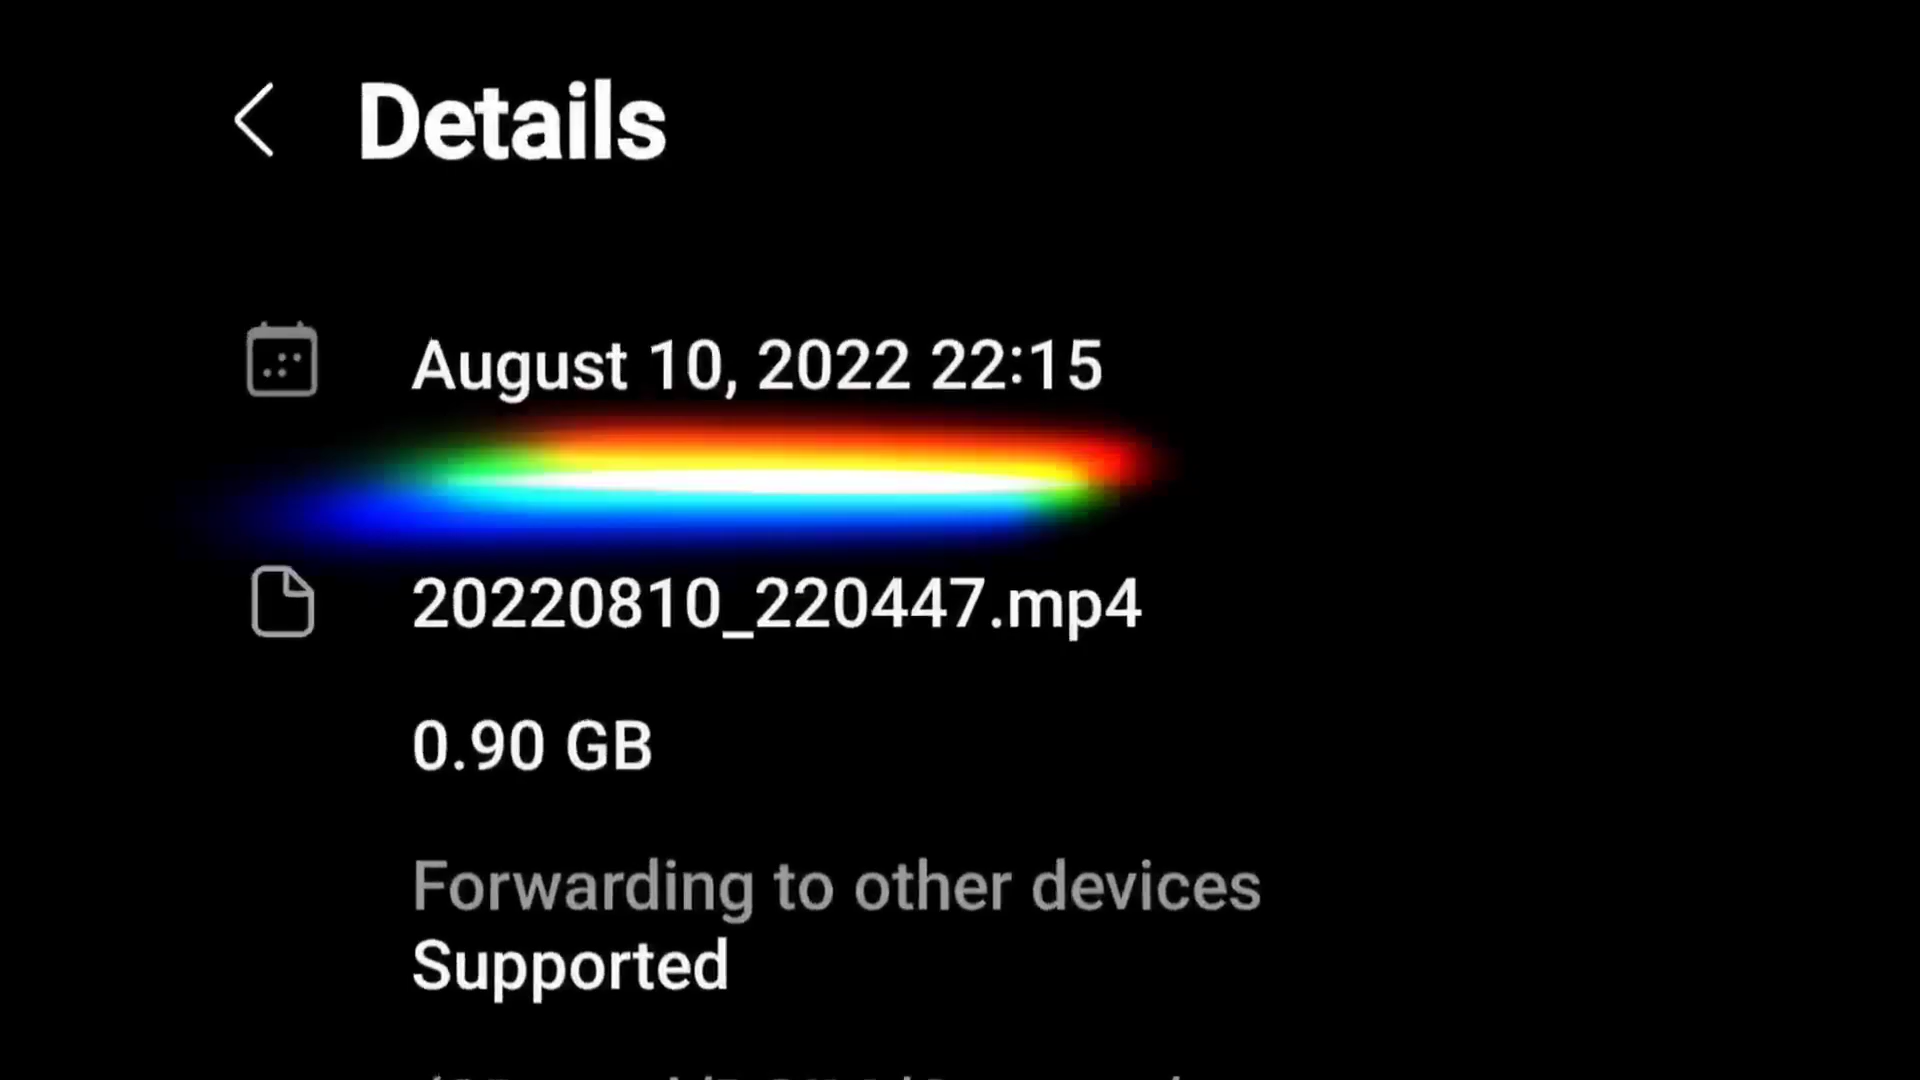 Details
August 10, 2022 22:15
20220810_220447.mp4
0.90 GB
Forwarding to other devices
Supported